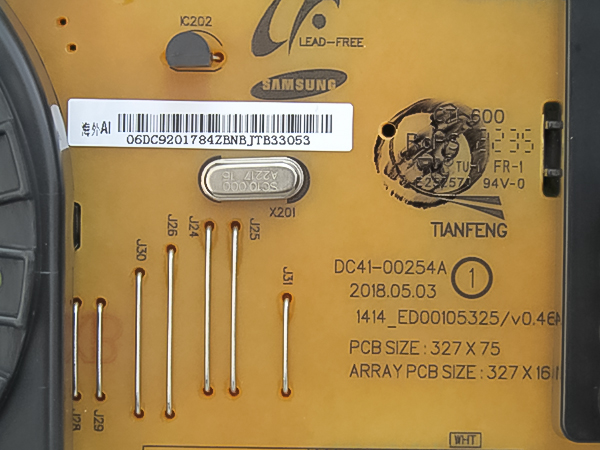 IC202
LEAD-FREE
SAMSUNG
海外AI
06DC9201784ZBNBJTB33053
X201
600
FR-1
94V-0
TIANFENG
J30
J26
J24
J25
J31
DC41-00254A
1
2018.05.03
1414_ED00105325/v0.46
PCB SIZE : 327 X 75
ARRAY PCB SIZE : 327 X 16
J28
J29
WHT